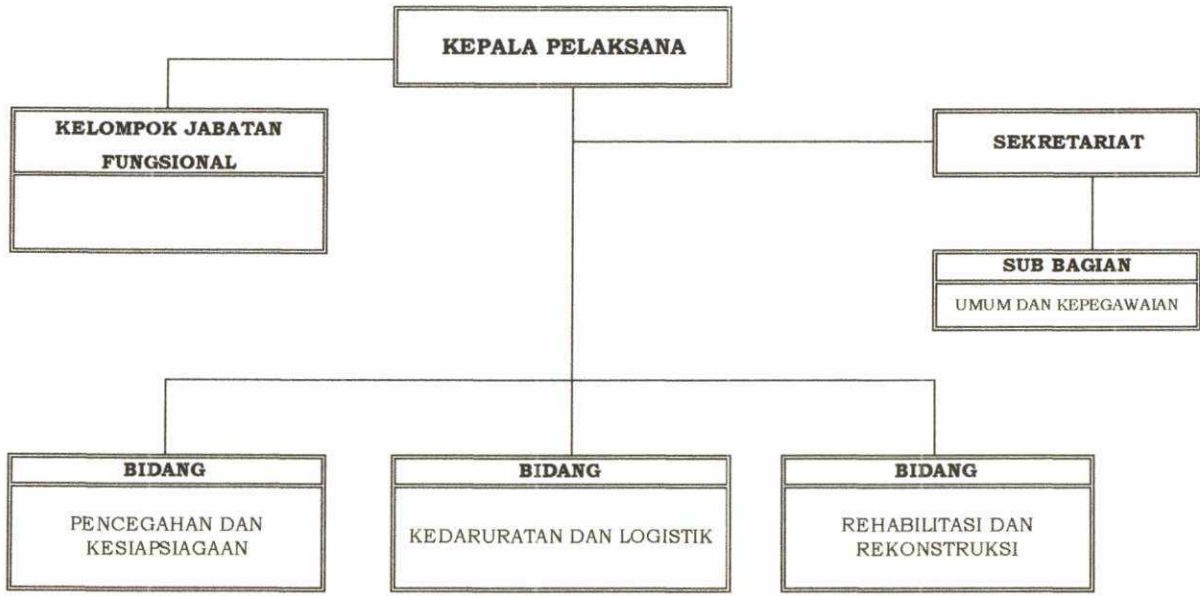 KEPALA PELAKSANA
KELOMPOK JABATAN
FUNGSIONAL
SEKRETARIAT
SUB BAGIAN
UMUM DAN KEPEGAWAIAN
BIDANG
PENCEGAHAN DAN
KESIAPSIAGAAN
BIDANG
KEDARURATAN DAN LOGISTIK
BIDANG
REHABILITASI DAN
REKONSTRUKSI